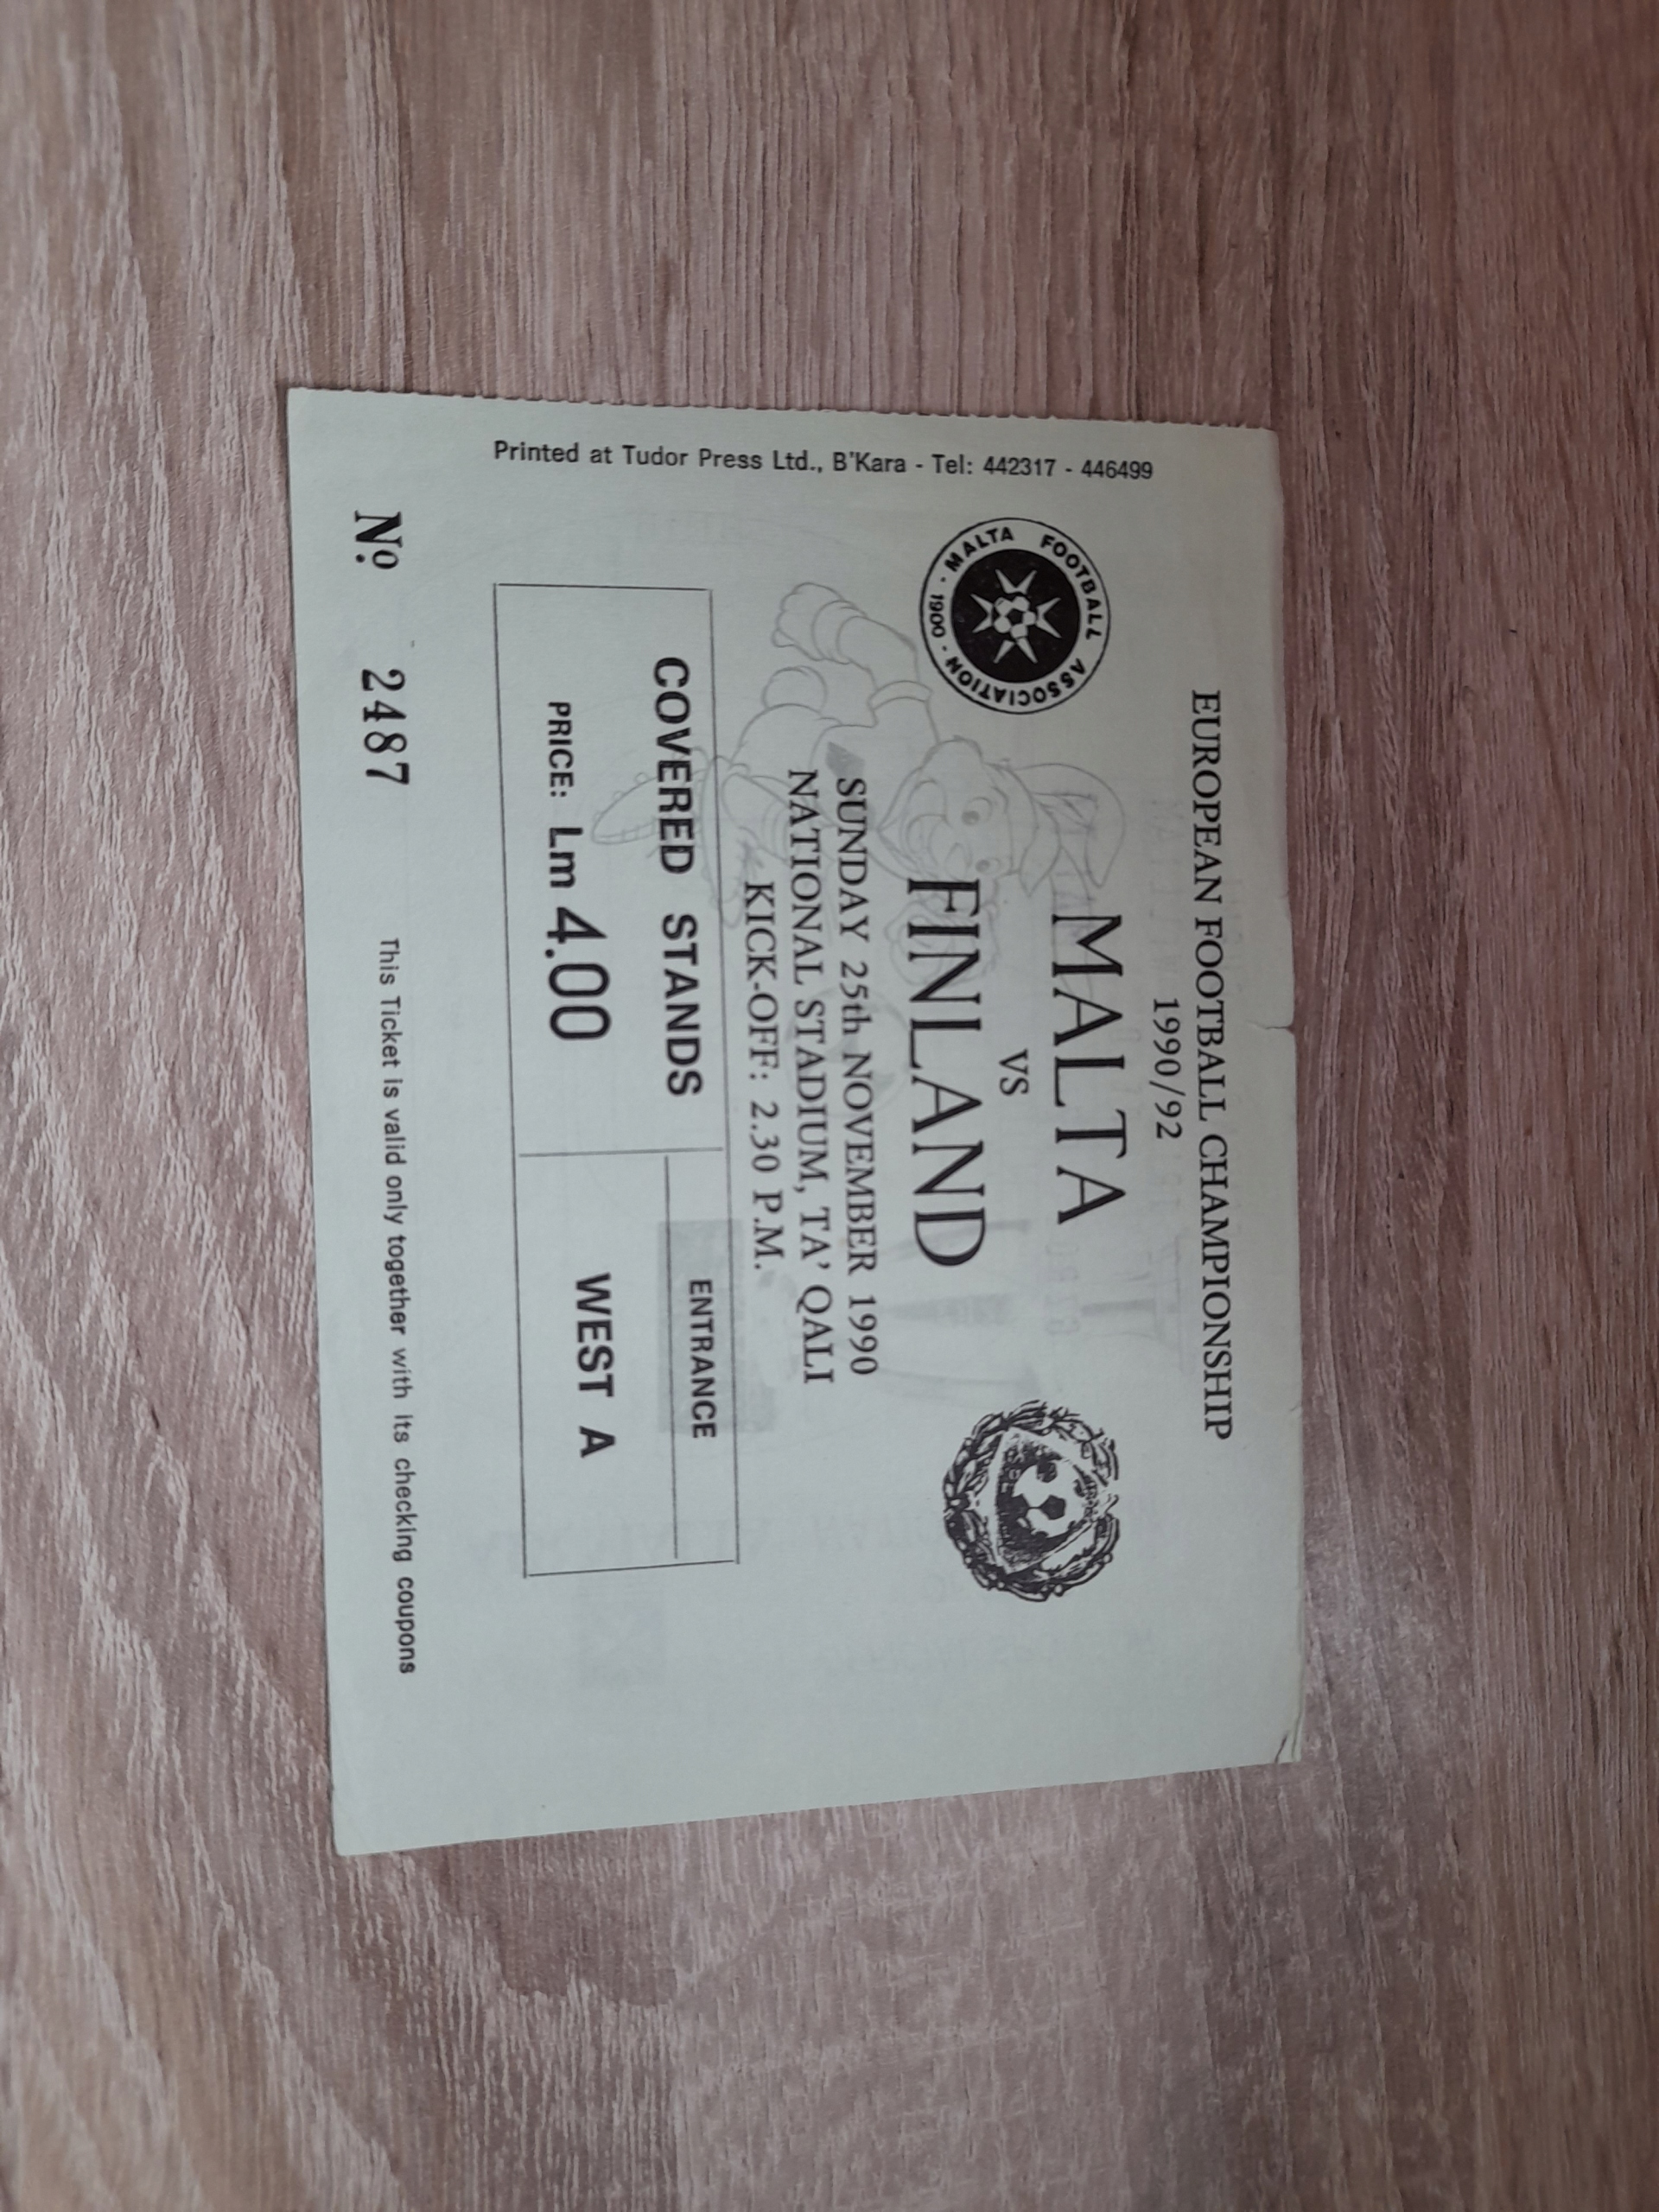 EUROPEAN FOOTBALL CHAMPIONSHIP
1990/92
MALTA FOOTBALL ASSOCIATION
· 1900 ·
MALTA
VS
FINLAND
SUNDAY 25th NOVEMBER 1990
NATIONAL STADIUM, TA' QALI
KICK-OFF: 2.30 P.M.
COVERED STANDS
PRICE: Lm 4.00
ENTRANCE
WEST A
Nº 2487
This Ticket is valid only together with its checking coupons
Printed at Tudor Press Ltd., B'Kara - Tel: 442317 - 446499